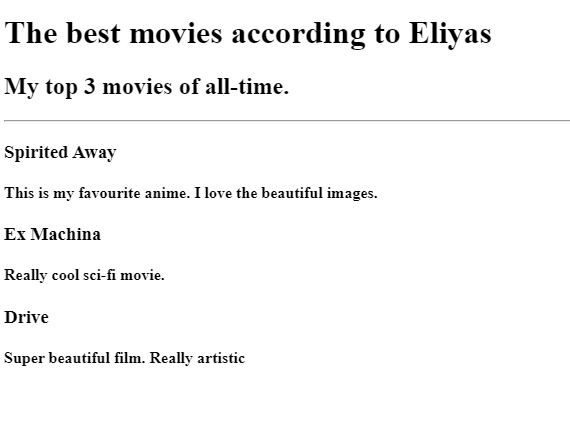 The best movies according to Eliyas
My top 3 movies of all-time.
Spirited Away
This is my favourite anime. I love the beautiful images.
Ex Machina
Really cool sci-fi movie.
Drive
Super beautiful film. Really artistic